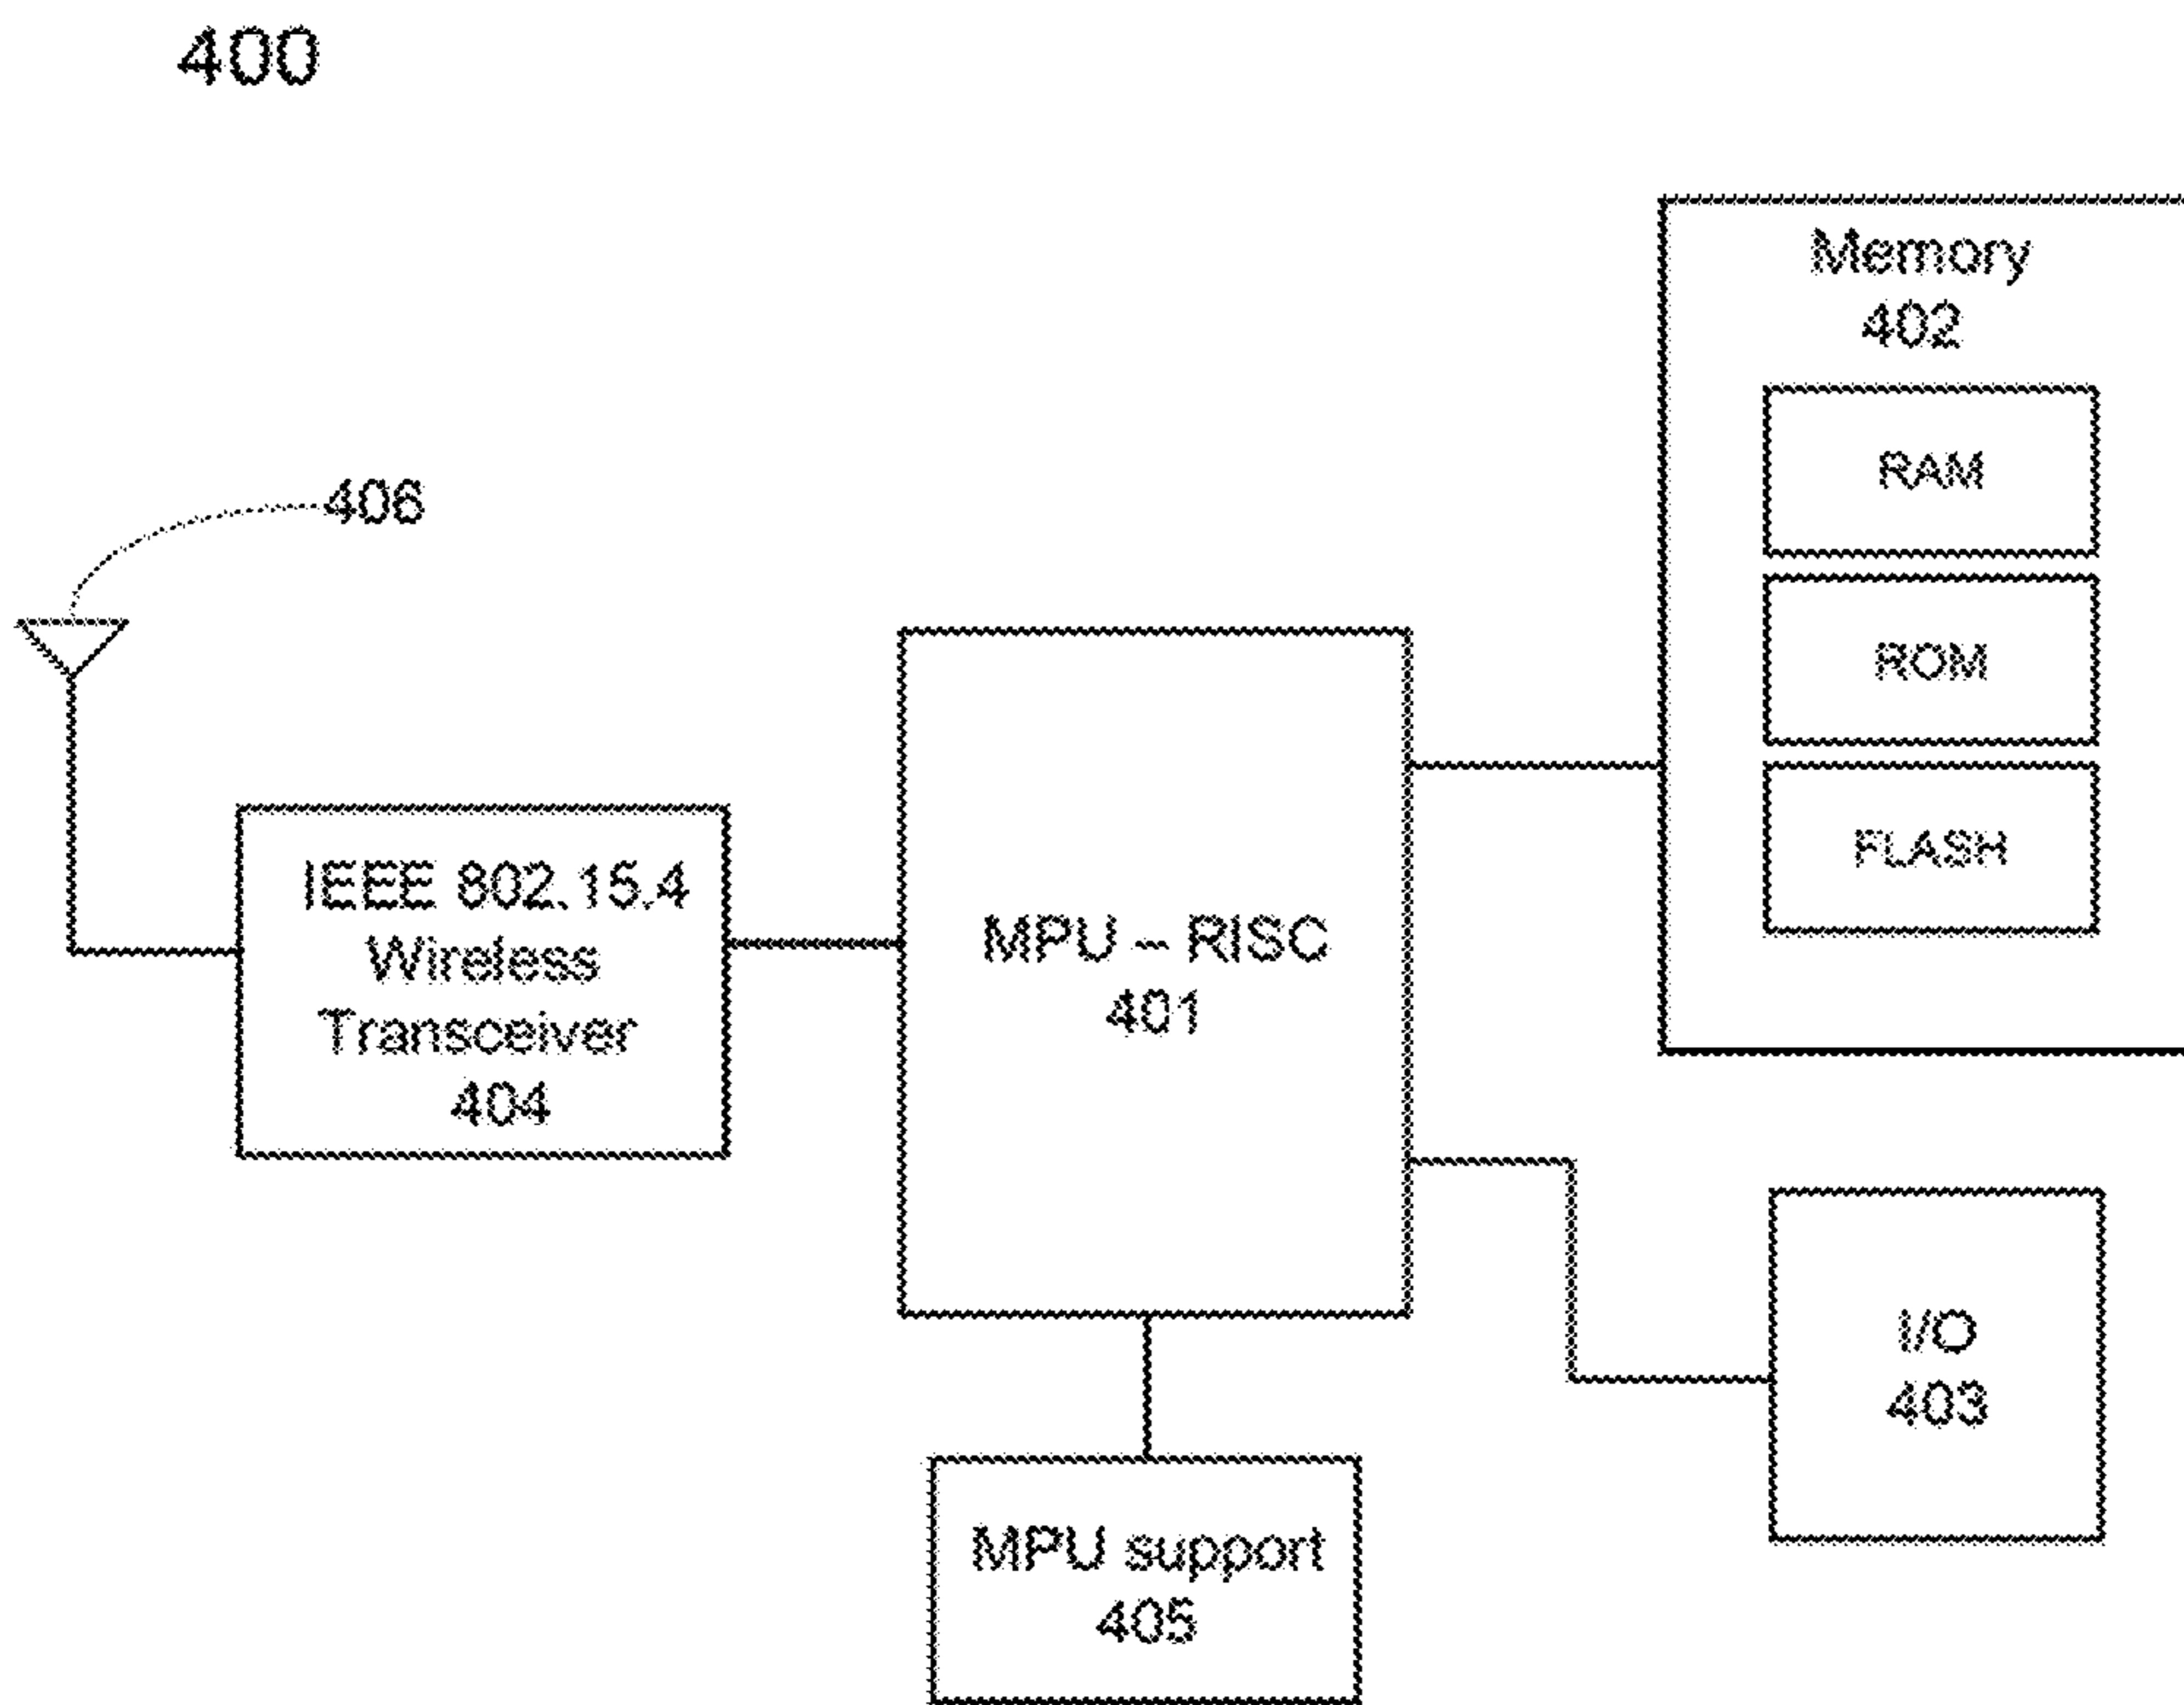 400
Memory
402
RAM
ROM
FLASH
406
IEEE 802.15.4
Wireless
Transceiver
404
MPU – RISC
401
I/O
403
MPU support
405